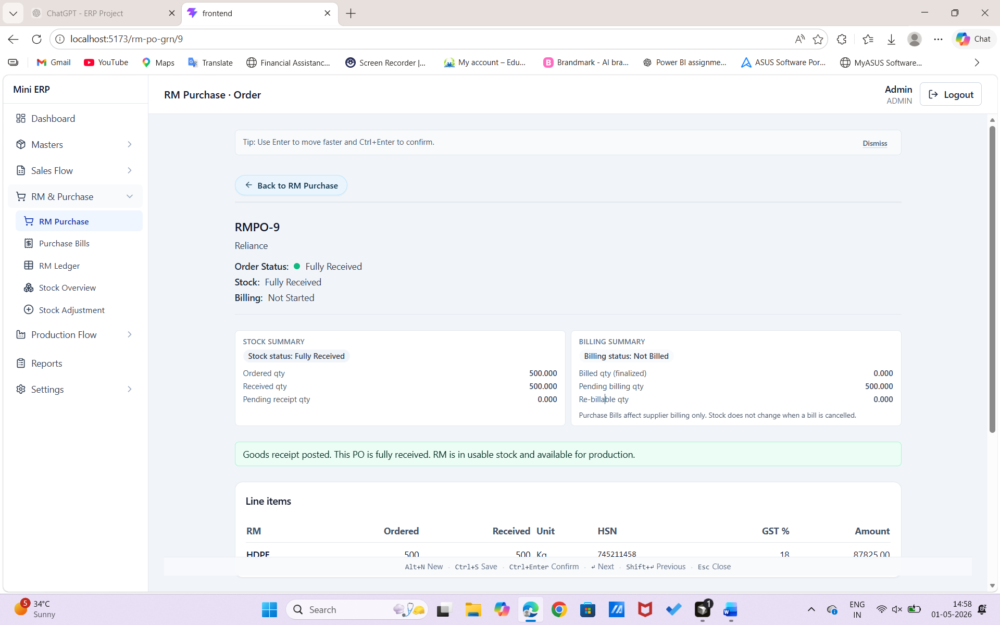 ChatGPT - ERP Project
frontend
localhost:5173/rm-po-grn/9
Chat
Gmail
YouTube
Maps
Translate
Financial Assistanc...
Screen Recorder |...
My account – Edu...
Brandmark - AI bra...
Power BI assignme...
ASUS Software Por...
MyASUS Software...
Mini ERP
RM Purchase · Order
Admin
ADMIN
Logout
Dashboard
Masters
Sales Flow
RM & Purchase
RM Purchase
Purchase Bills
RM Ledger
Stock Overview
Stock Adjustment
Production Flow
Reports
Settings
Tip: Use Enter to move faster and Ctrl+Enter to confirm.
Dismiss
Back to RM Purchase
RMPO-9
Reliance
Order Status: Fully Received
Stock: Fully Received
Billing: Not Started
STOCK SUMMARY
Stock status: Fully Received
Ordered qty 500.000
Received qty 500.000
Pending receipt qty 0.000
BILLING SUMMARY
Billing status: Not Billed
Billed qty (finalized) 0.000
Pending billing qty 500.000
Re-billable qty 0.000
Purchase Bills affect supplier billing only. Stock does not change when a bill is cancelled.
Goods receipt posted. This PO is fully received. RM is in usable stock and available for production.
Line items
RM Ordered Received Unit HSN GST % Amount
HDPE 500 500 Kg 745211458 18 87825.00
Alt+N New · Ctrl+S Save · Ctrl+Enter Confirm · ↵ Next · Shift+↵ Previous · Esc Close
5
34°C
Sunny
Search
1
ENG
IN
14:58
01-05-2026